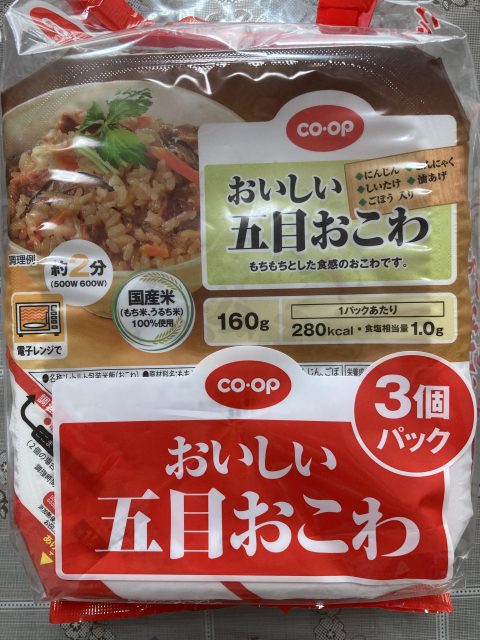 CO·OP
・にんじん ・こんにゃく
・しいたけ ・油あげ
・ごぼう 入り
おいしい
五目おこわ
もちもちとした食感のおこわです。
調理例
約2分
(500W 600W)
電子レンジで
国産米
(もち米、うるち米)
100%使用
160g
1パックあたり
280kcal・食塩相当量1.0g
CO·OP
3個
パック
おいしい
五目おこわ